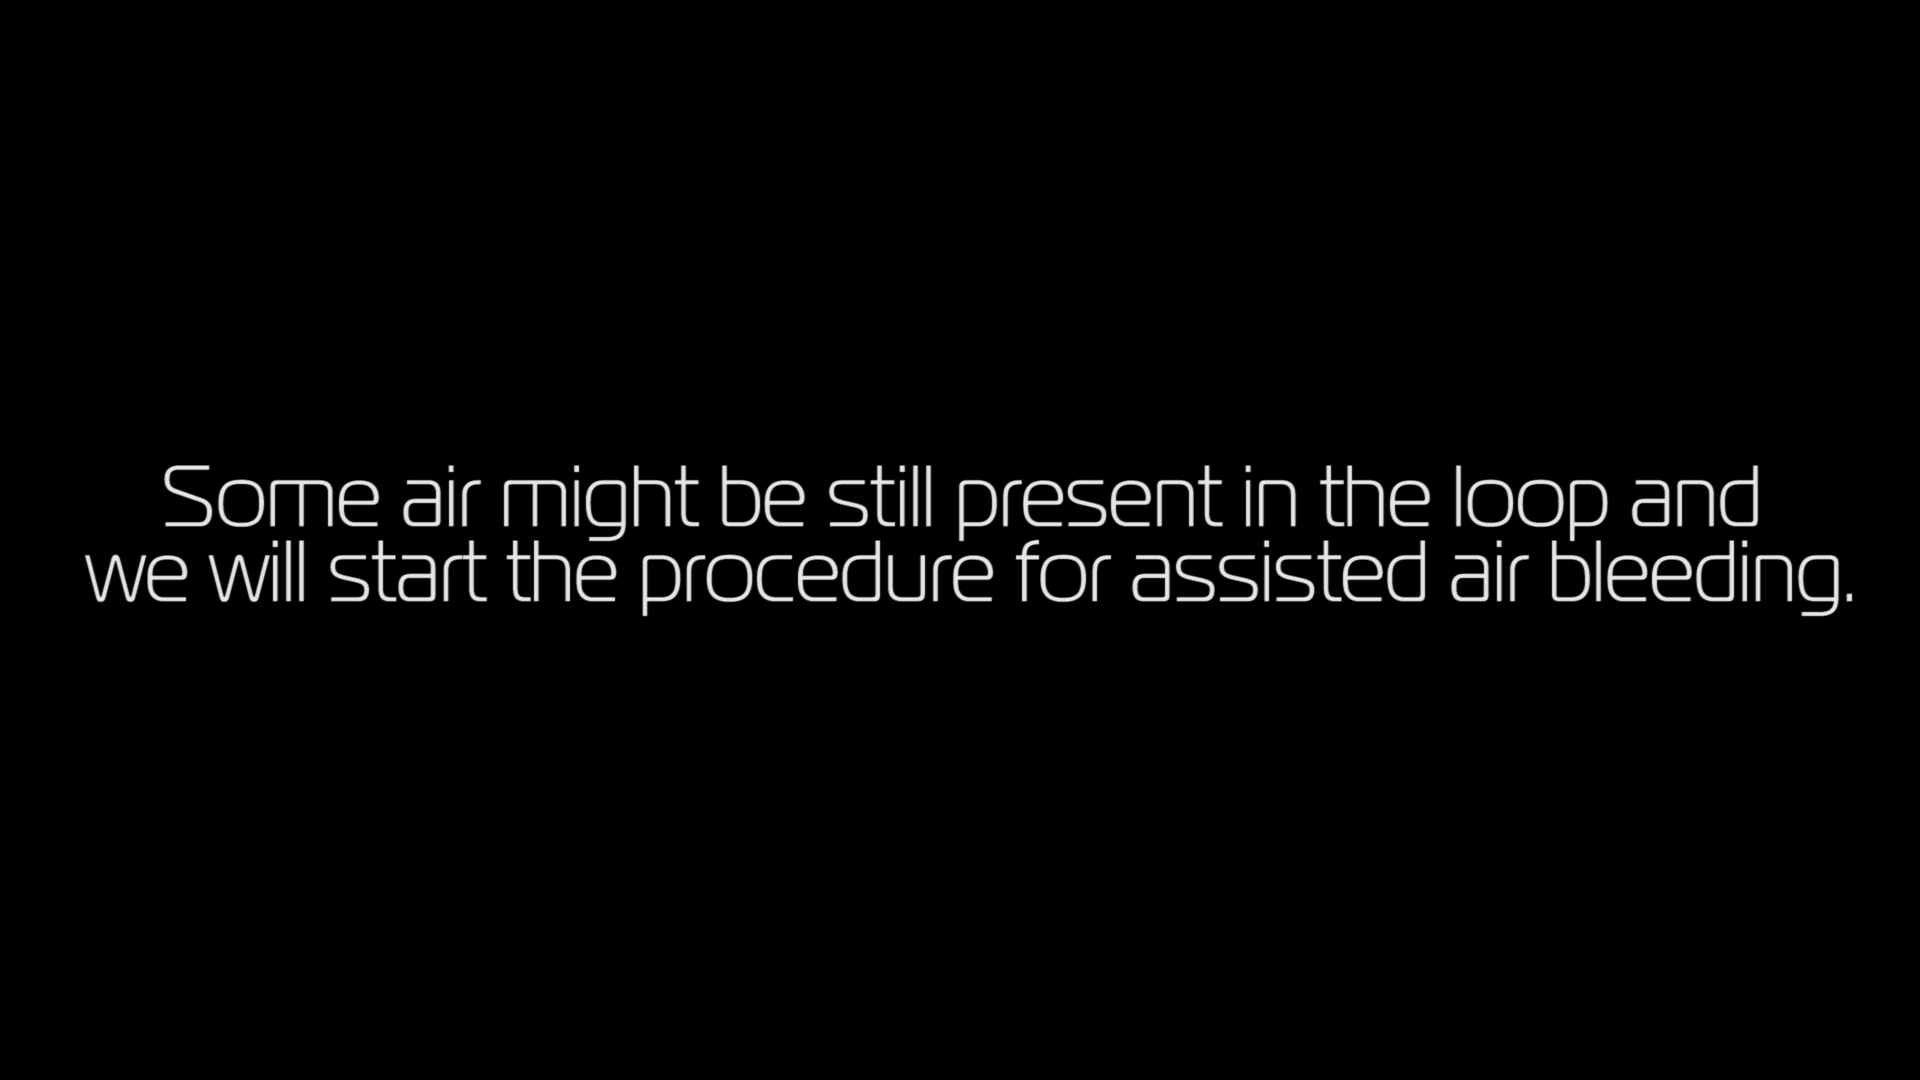 Some air might be still present in the loop and
we will start the procedure for assisted air bleeding.